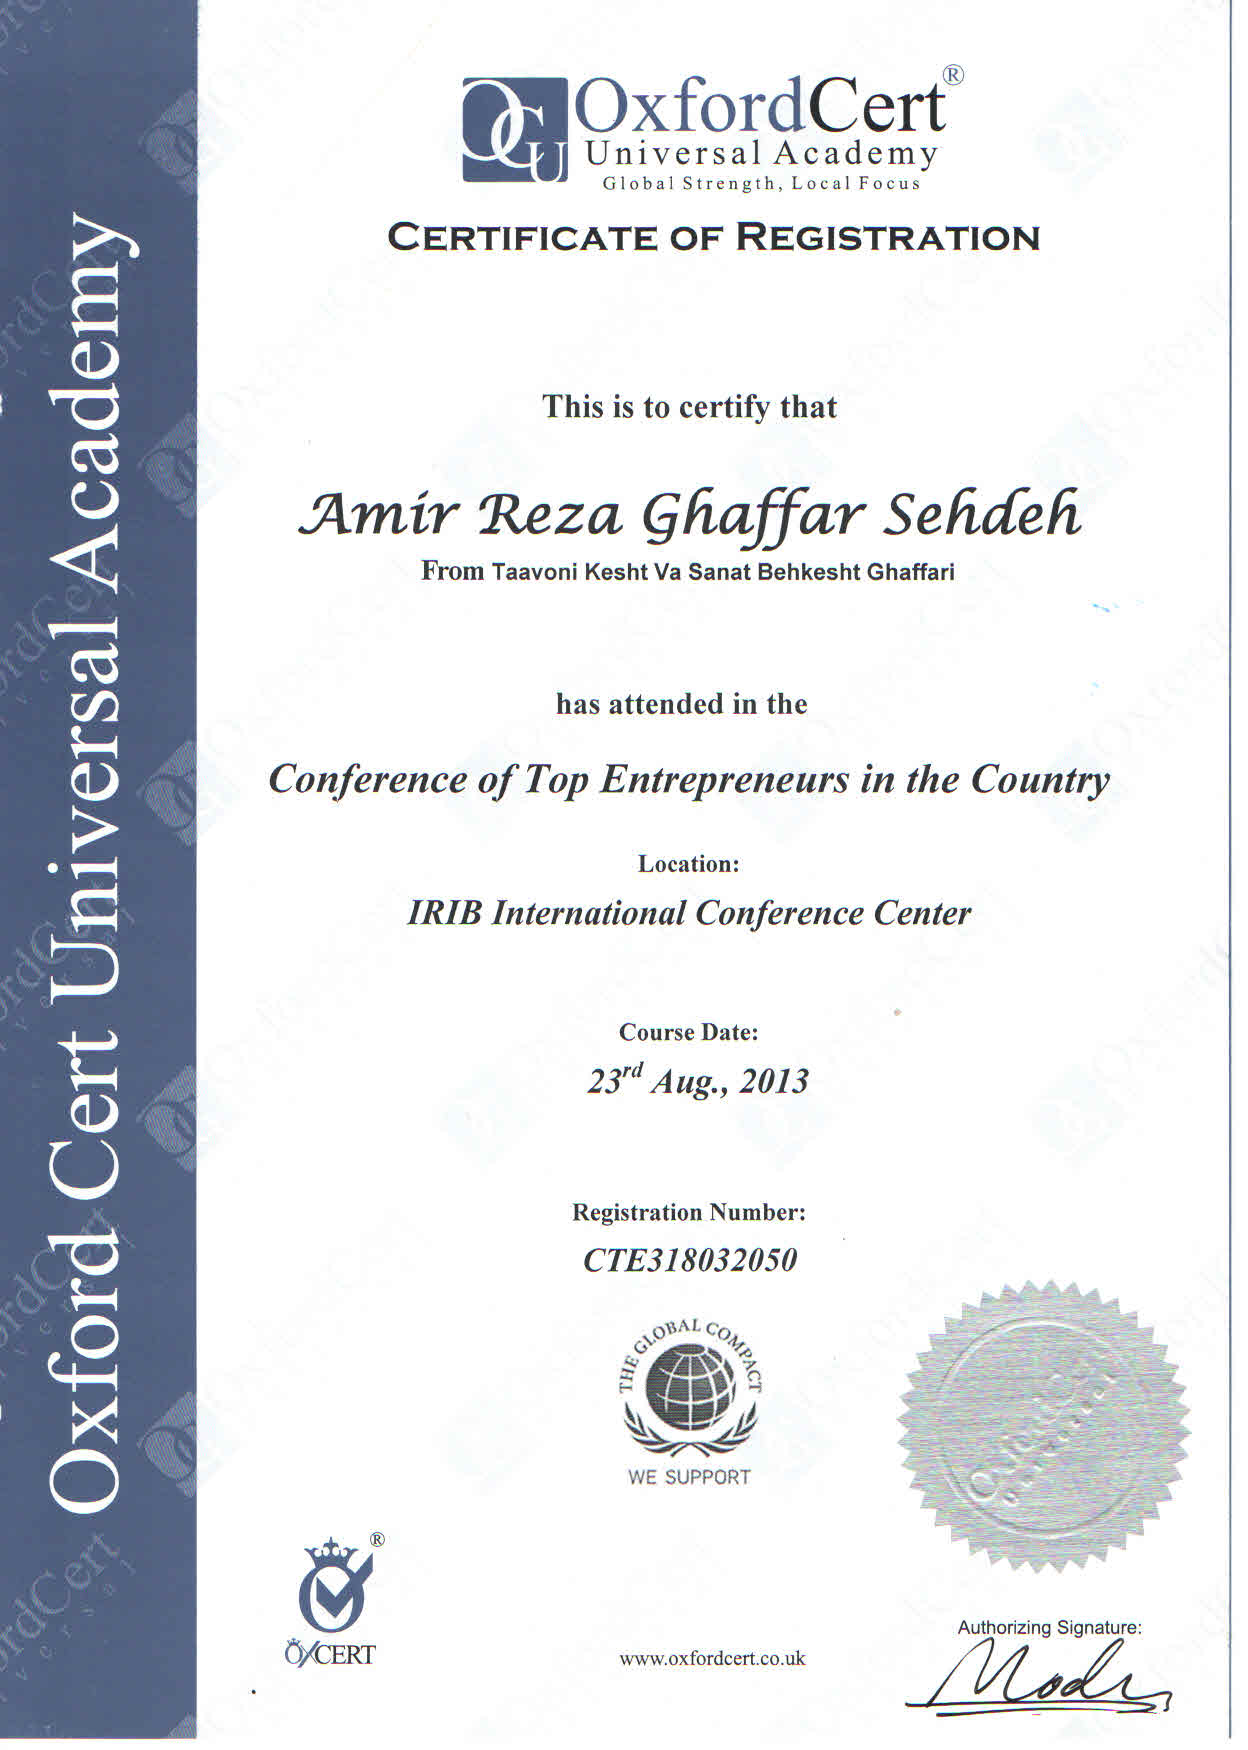 Oxford Cert Universal Academy
OCU
OxfordCert®
Universal Academy
Global Strength, Local Focus
CERTIFICATE OF REGISTRATION
This is to certify that
Amir Reza Ghaffar Sehdeh
From Taavoni Kesht Va Sanat Behkesht Ghaffari
has attended in the
Conference of Top Entrepreneurs in the Country
Location:
IRIB International Conference Center
Course Date:
23rd Aug., 2013
Registration Number:
CTE318032050
THE GLOBAL COMPACT
WE SUPPORT
®
OXCERT
www.oxfordcert.co.uk
Authorizing Signature: